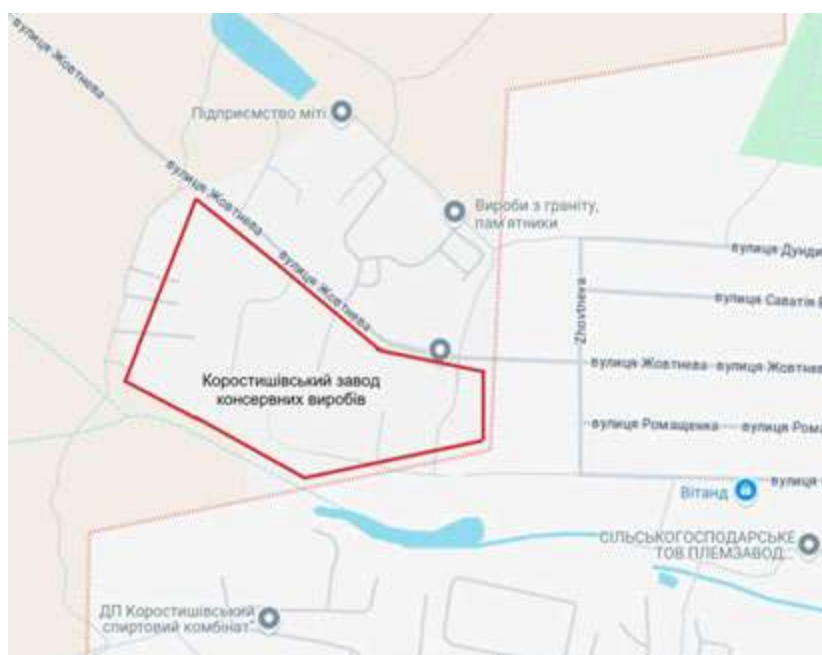 вулиця Жовтнева
Підприємство міті
вулиця Жовтнева
Вироби з граніту,
пам'ятники
вулиця Дунди
вулиця Жовтнева
Zhovtneva
вулиця Саватія
вулиця Жовтнева
вулиця Жовтнева
Коростишівський завод
консервних виробів
вулиця Ромащенка
вулиця Рома
вулиця
Вітанд
СІЛЬСЬКОГОСПОДАРСЬКЕ
ТОВ ПЛЕМЗАВОД...
ДП Коростишівський
спиртовий комбінат"